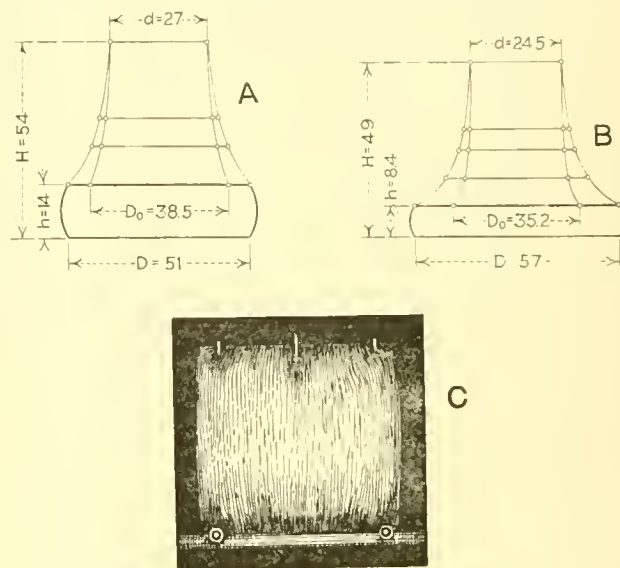 d=27
A
H=54
h=14
D₀=38.5
D=51
d=24.5
B
H=49
h=8.4
D₀=35.2
D 57
C